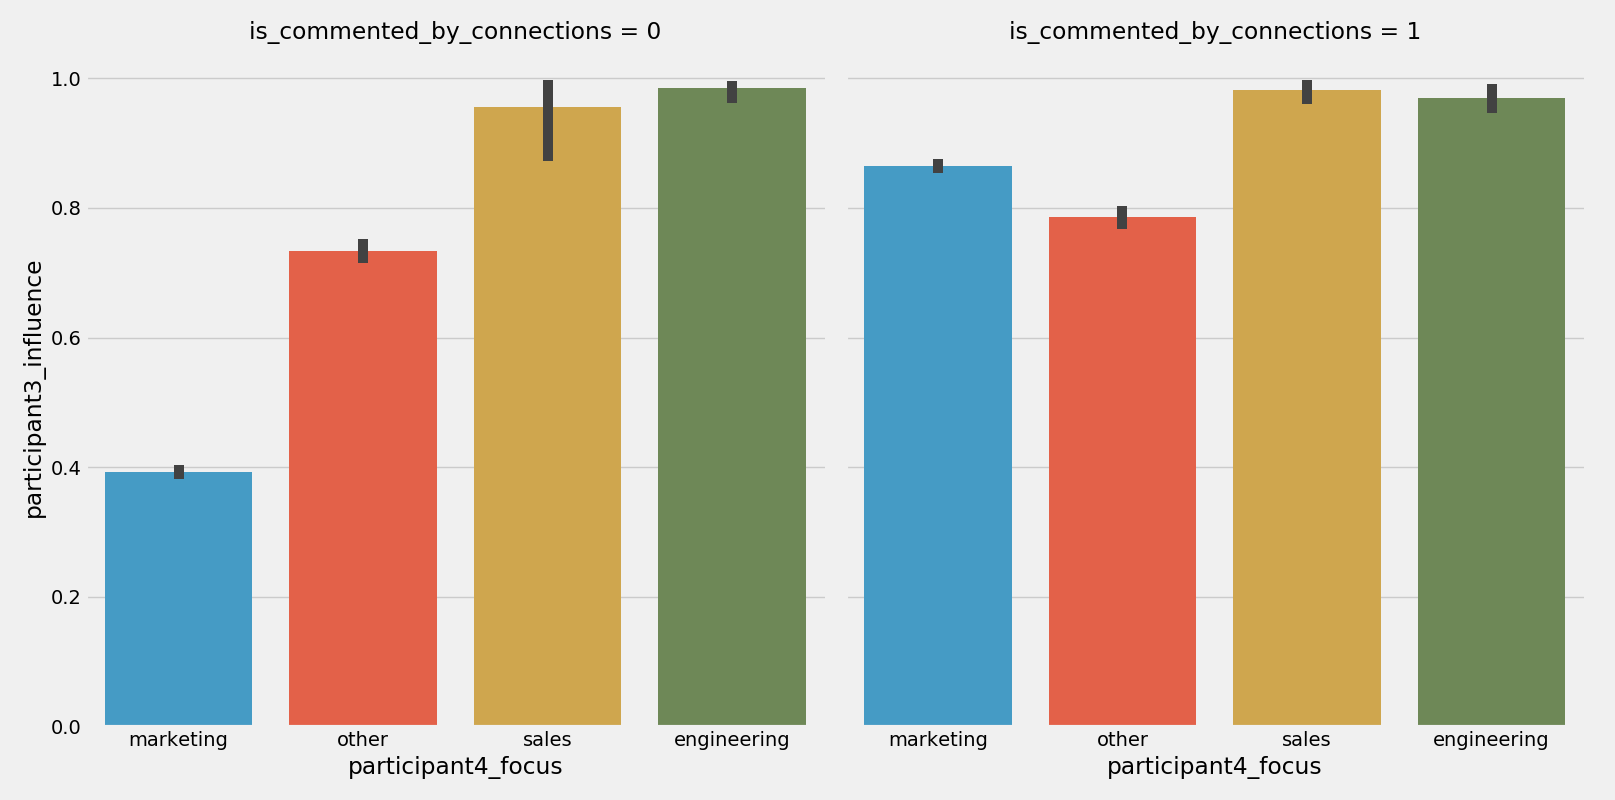 is_commented_by_connections = 0
is_commented_by_connections = 1
participant3_influence
1.0
0.8
0.6
0.4
0.2
0.0
marketing other sales engineering
marketing other sales engineering
participant4_focus
participant4_focus